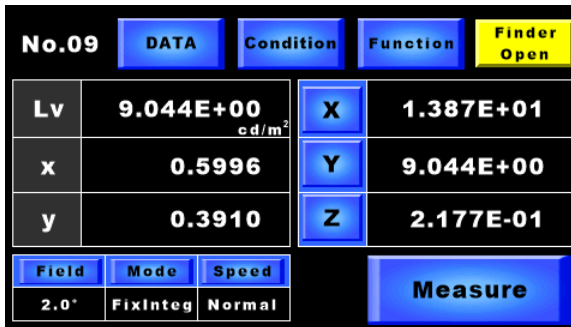 No.09 DATA Condition Function Finder
Open
Lv 9.044E+00 X 1.387E+01
cd/m²
x 0.5996 Y 9.044E+00
y 0.3910 Z 2.177E-01
Field Mode Speed
2.0° FixInteg Normal
Measure